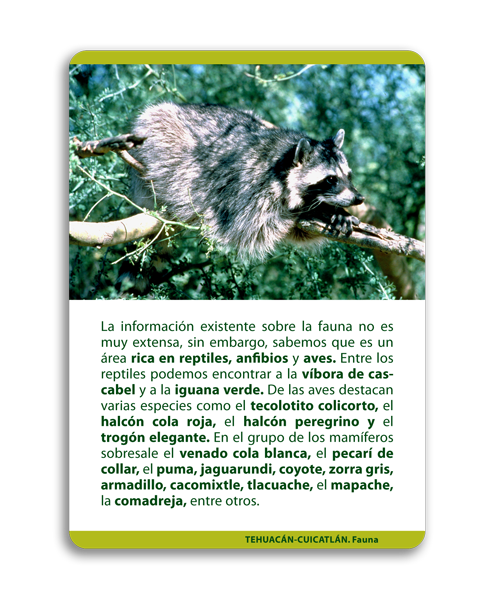 La información existente sobre la fauna no es
muy extensa, sin embargo, sabemos que es un
área rica en reptiles, anfibios y aves. Entre los
reptiles podemos encontrar a la víbora de cas-
cabel y a la iguana verde. De las aves destacan
varias especies como el tecolotito colicorto, el
halcón cola roja, el halcón peregrino y el
trogón elegante. En el grupo de los mamíferos
sobresale el venado cola blanca, el pecarí de
collar, el puma, jaguarundi, coyote, zorra gris,
armadillo, cacomixtle, tlacuache, el mapache,
la comadreja, entre otros.
TEHUACÁN-CUICATLÁN. Fauna